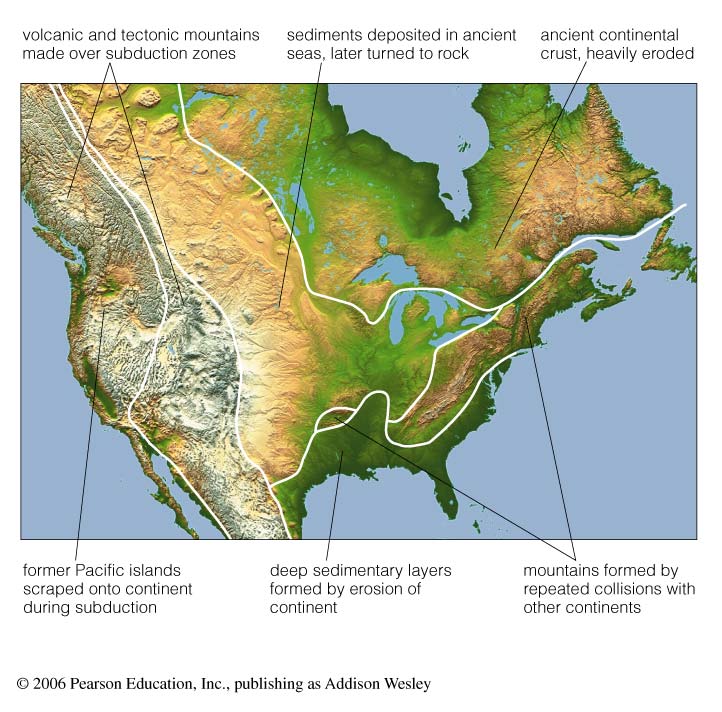 volcanic and tectonic mountains
made over subduction zones
sediments deposited in ancient
seas, later turned to rock
ancient continental
crust, heavily eroded
former Pacific islands
scraped onto continent
during subduction
deep sedimentary layers
formed by erosion of
continent
mountains formed by
repeated collisions with
other continents
© 2006 Pearson Education, Inc., publishing as Addison Wesley